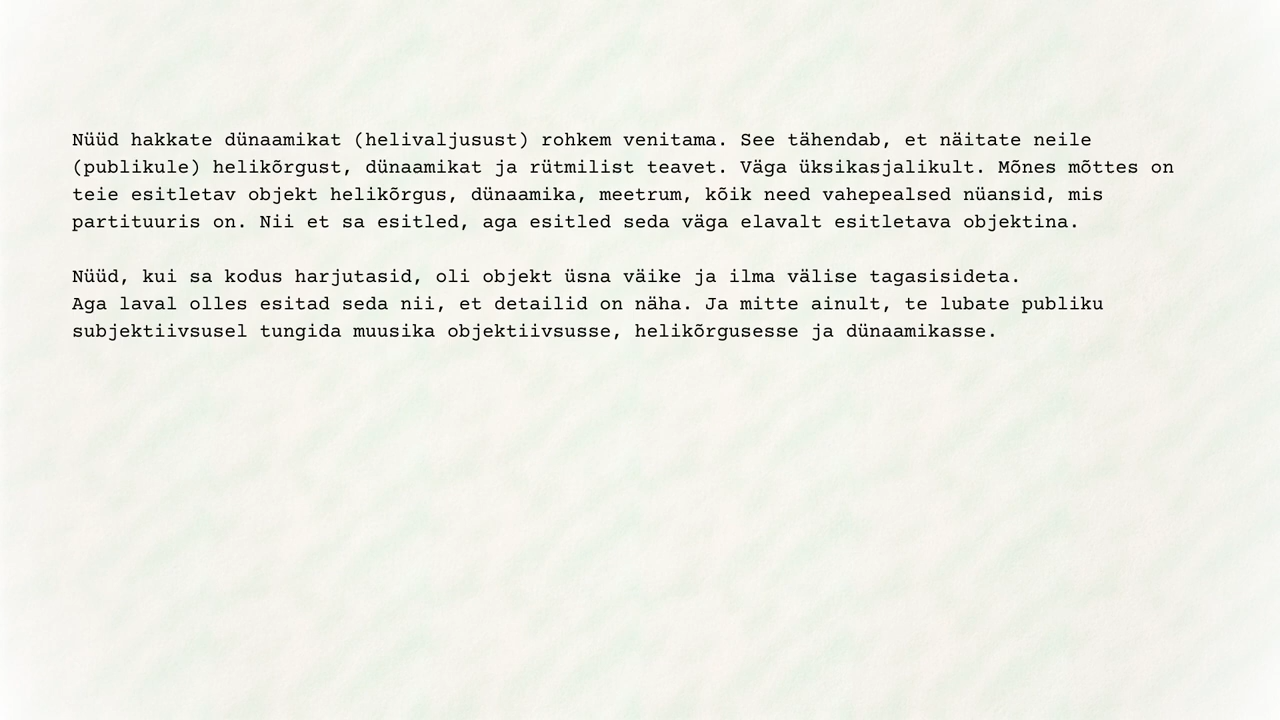 Nüüd hakkate dünaamikat (helivaljusust) rohkem venitama. See tähendab, et näitate neile
(publikule) helikõrgust, dünaamikat ja rütmilist teavet. Väga üksikasjalikult. Mõnes mõttes on
teie esitletav objekt helikõrgus, dünaamika, meetrum, kõik need vahepealsed nüansid, mis
partituuris on. Nii et sa esitled, aga esitled seda väga elavalt esitletava objektina.
Nüüd, kui sa kodus harjutasid, oli objekt üsna väike ja ilma välise tagasisideta.
Aga laval olles esitad seda nii, et detailid on näha. Ja mitte ainult, te lubate publiku
subjektiivsusel tungida muusika objektiivsusse, helikõrgusesse ja dünaamikasse.